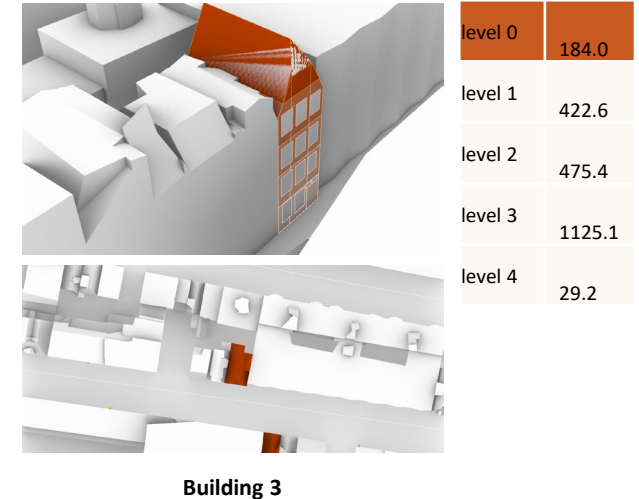 level 0 184.0
level 1 422.6
level 2 475.4
level 3 1125.1
level 4 29.2
Building 3